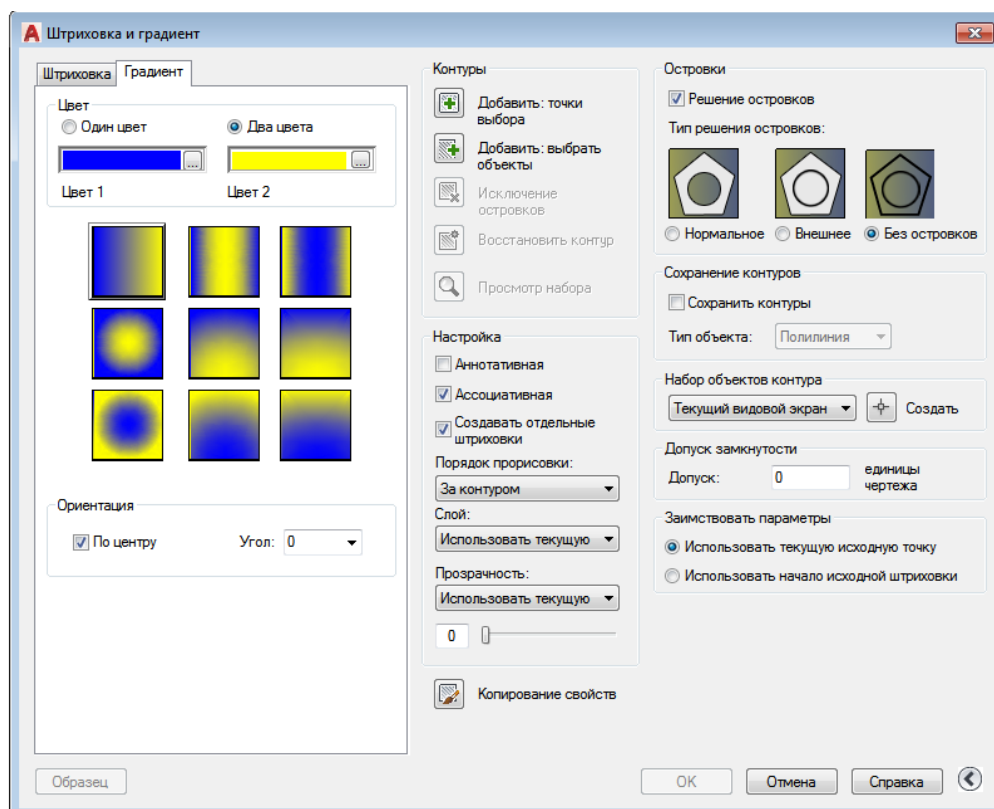 Штриховка и градиент
Штриховка
Градиент
Цвет
Один цвет
Два цвета
...
...
Цвет 1
Цвет 2
Ориентация
По центру
Угол:
0
Контуры
Добавить: точки
выбора
Добавить: выбрать
объекты
Исключение
островков
Восстановить контур
Просмотр набора
Настройка
Аннотативная
Ассоциативная
Создавать отдельные
штриховки
Порядок прорисовки:
За контуром
Слой:
Использовать текущую
Прозрачность:
Использовать текущую
0
Копирование свойств
Островки
Решение островков
Тип решения островков:
Нормальное
Внешнее
Без островков
Сохранение контуров
Сохранить контуры
Тип объекта:
Полилиния
Набор объектов контура
Текущий видовой экран
Создать
Допуск замкнутости
Допуск:
0
единицы
чертежа
Заимствовать параметры
Использовать текущую исходную точку
Использовать начало исходной штриховки
Образец
OK
Отмена
Справка